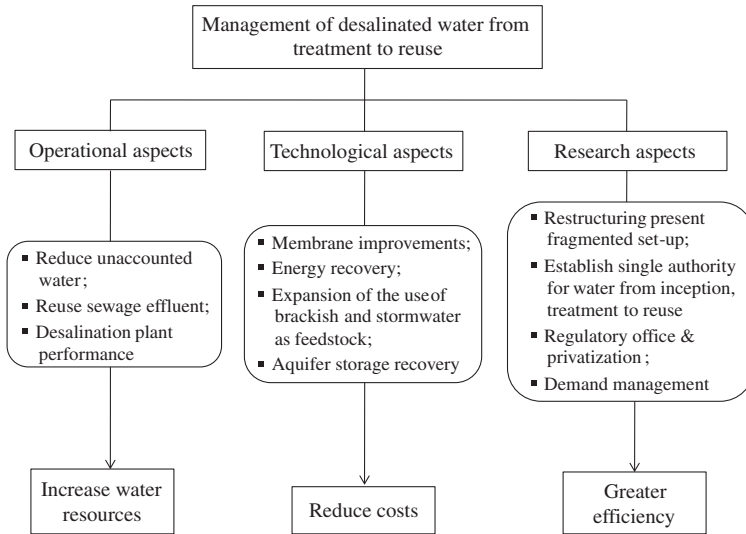 Management of desalinated water from
treatment to reuse
Operational aspects
Technological aspects
Research aspects
▪ Reduce unaccounted
water;
▪ Reuse sewage effluent;
▪ Desalination plant
performance
▪ Membrane improvements;
▪ Energy recovery;
▪ Expansion of the use of
brackish and stormwater
as feedstock;
▪ Aquifer storage recovery
▪ Restructuring present
fragmented set-up;
▪ Establish single authority
for water from inception,
treatment to reuse
▪ Regulatory office &
privatization;
▪ Demand management
Increase water
resources
Reduce costs
Greater
efficiency